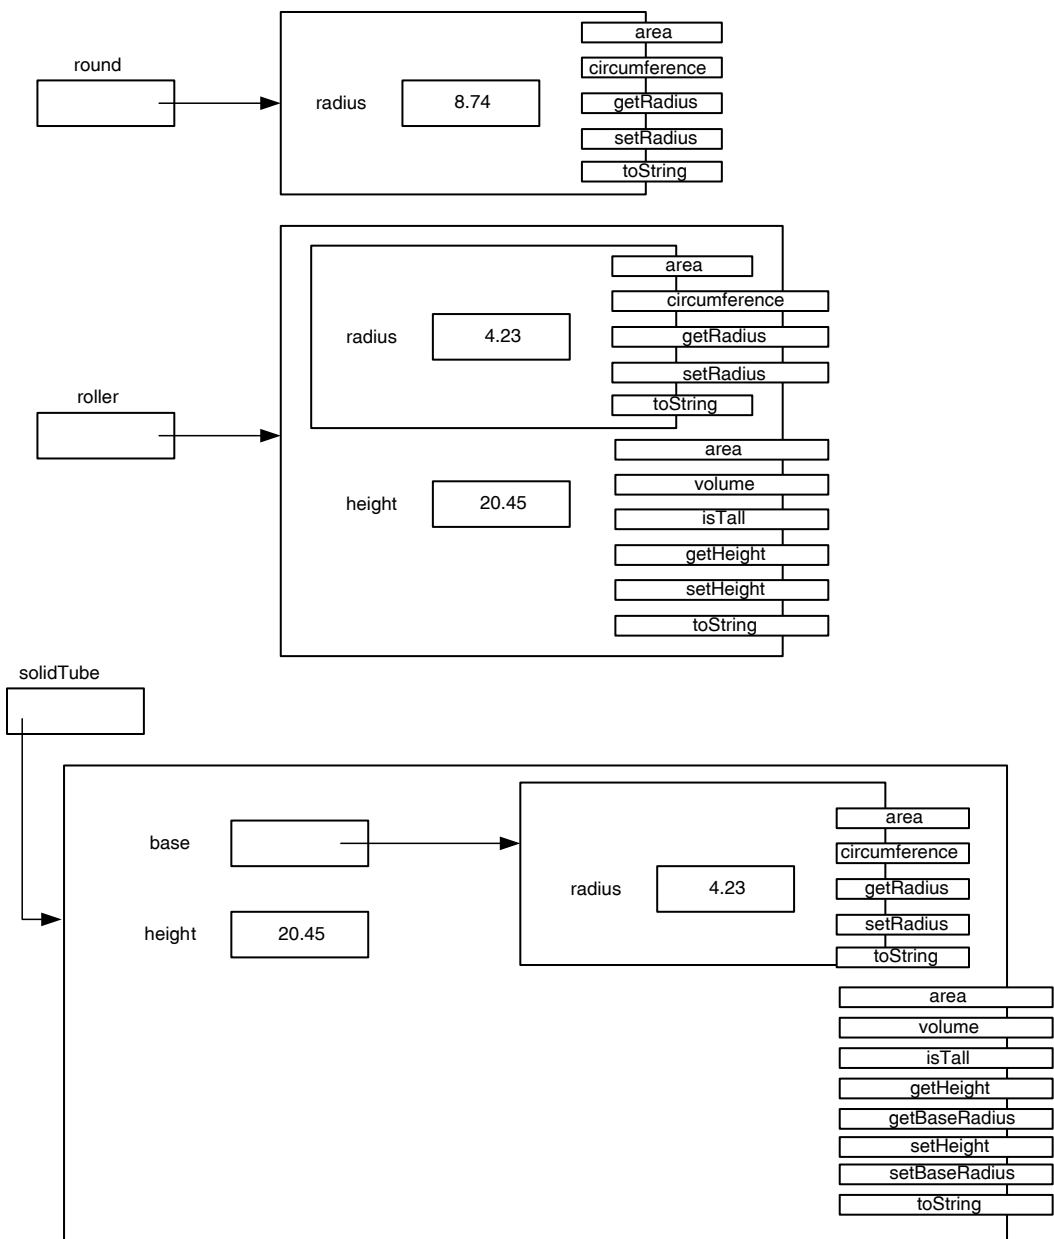 area
round
circumference
radius
8.74
getRadius
setRadius
toString
area
circumference
radius
4.23
getRadius
setRadius
roller
toString
area
volume
height
20.45
isTall
getHeight
setHeight
toString
solidTube
area
base
circumference
radius
4.23
getRadius
height
20.45
setRadius
toString
area
volume
isTall
getHeight
getBaseRadius
setHeight
setBaseRadius
toString